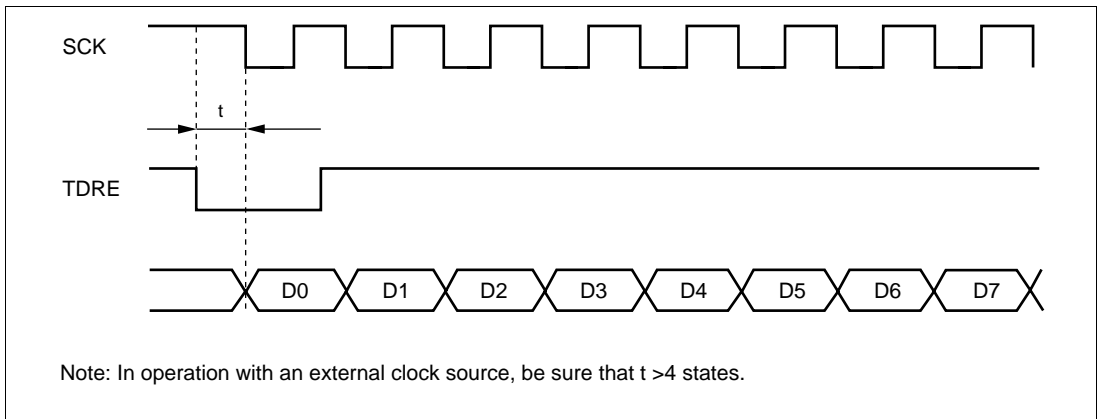 SCK
t
TDRE
D0 D1 D2 D3 D4 D5 D6 D7
Note: In operation with an external clock source, be sure that t >4 states.